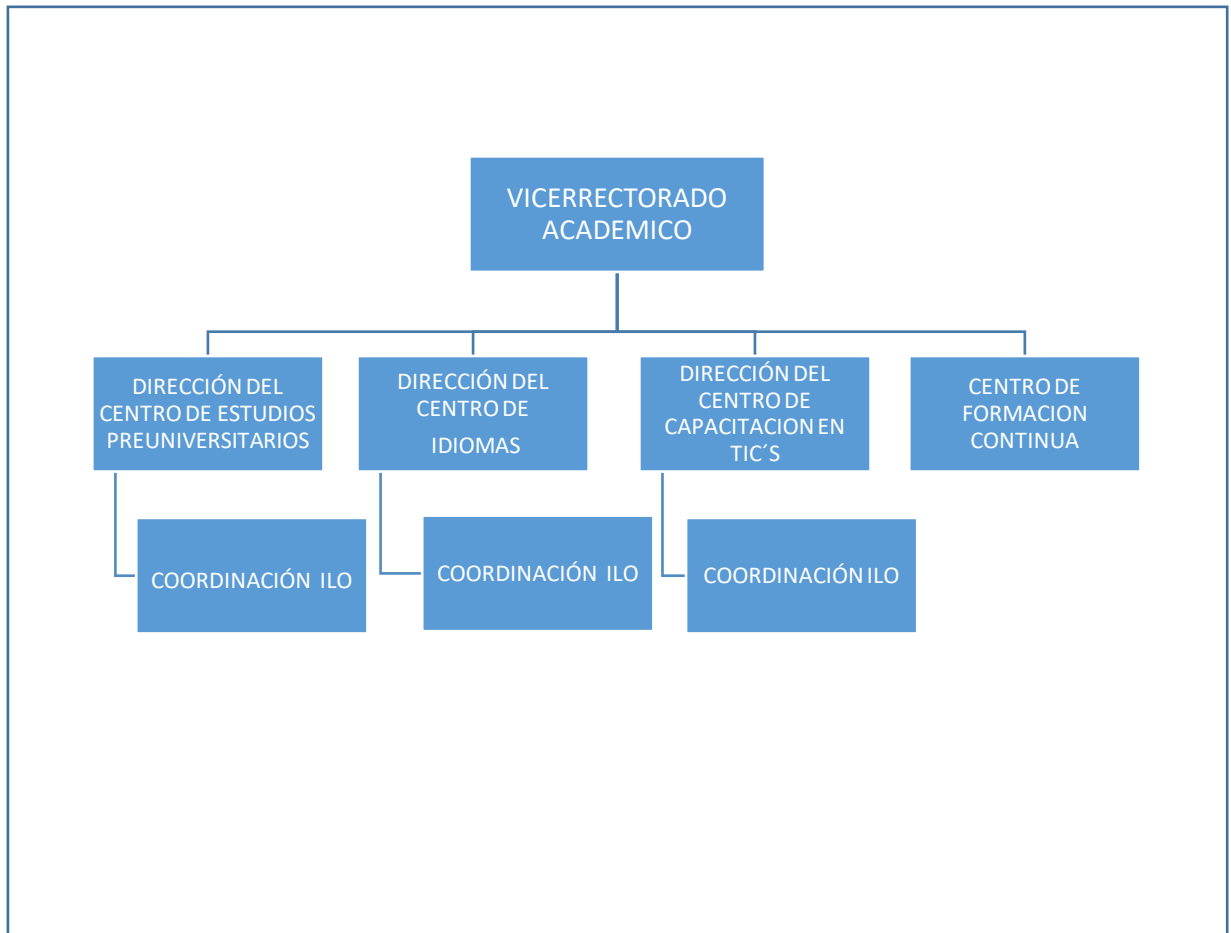 VICERRECTORADO
ACADEMICO
DIRECCIÓN DEL
CENTRO DE ESTUDIOS
PREUNIVERSITARIOS
DIRECCIÓN DEL
CENTRO DE
IDIOMAS
DIRECCIÓN DEL
CENTRO DE
CAPACITACION EN
TIC´S
CENTRO DE
FORMACION
CONTINUA
COORDINACIÓN ILO
COORDINACIÓN ILO
COORDINACIÓN ILO